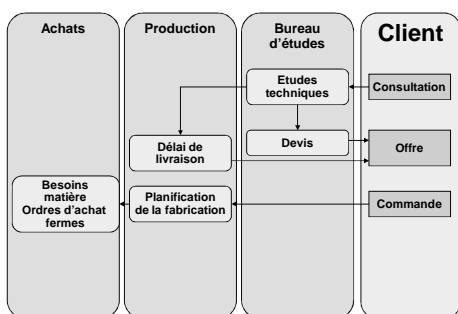 Achats
Production
Bureau
d'études
Client
Etudes
techniques
Consultation
Délai de
livraison
Devis
Offre
Besoins
matière
Ordres d'achat
fermes
Planification
de la fabrication
Commande